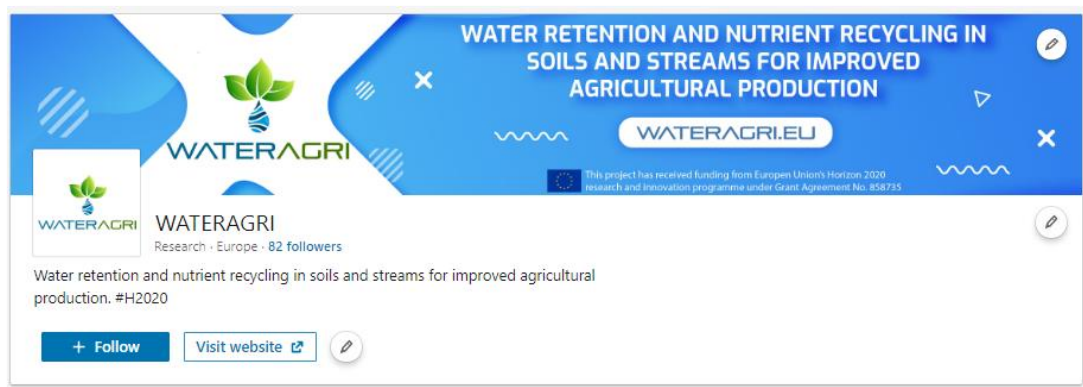 WATER RETENTION AND NUTRIENT RECYCLING IN
SOILS AND STREAMS FOR IMPROVED
AGRICULTURAL PRODUCTION
WATERAGRI
WATERAGRI.EU
This project has received funding from Europen Union's Horizon 2020
research and innovation programme under Grant Agreement No. 858735
WATERAGRI
WATERAGRI
Research · Europe · 82 followers
Water retention and nutrient recycling in soils and streams for improved agricultural
production. #H2020
+ Follow
Visit website